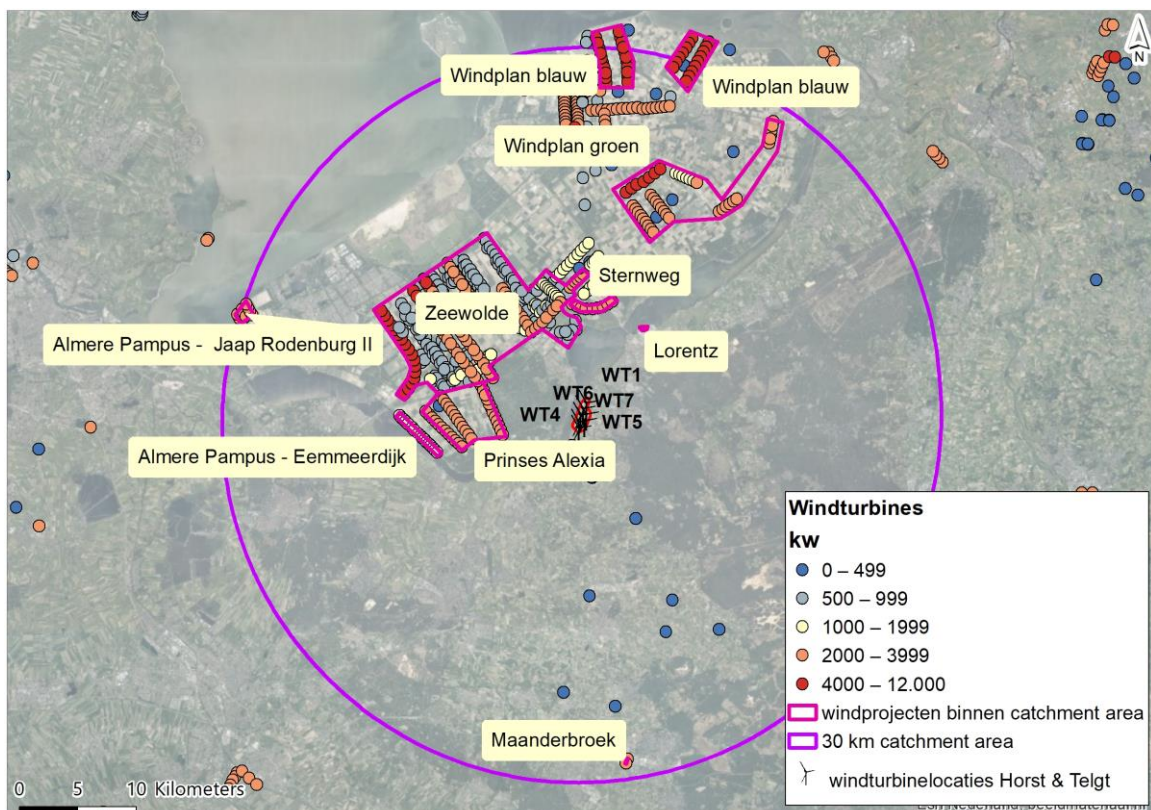 N
Windplan blauw
Windplan blauw
Windplan groen
Sternweg
Zeewolde
Almere Pampus - Jaap Rodenburg II
Lorentz
WT1
WT6
WT7
WT4
WT5
Almere Pampus - Eemmeerdijk
Prinses Alexia
Maanderbroek
Windturbines
kw
0 – 499
500 – 999
1000 – 1999
2000 – 3999
4000 – 12.000
windprojecten binnen catchment area
30 km catchment area
windturbinelocaties Horst & Telgt
0 5 10 Kilometers